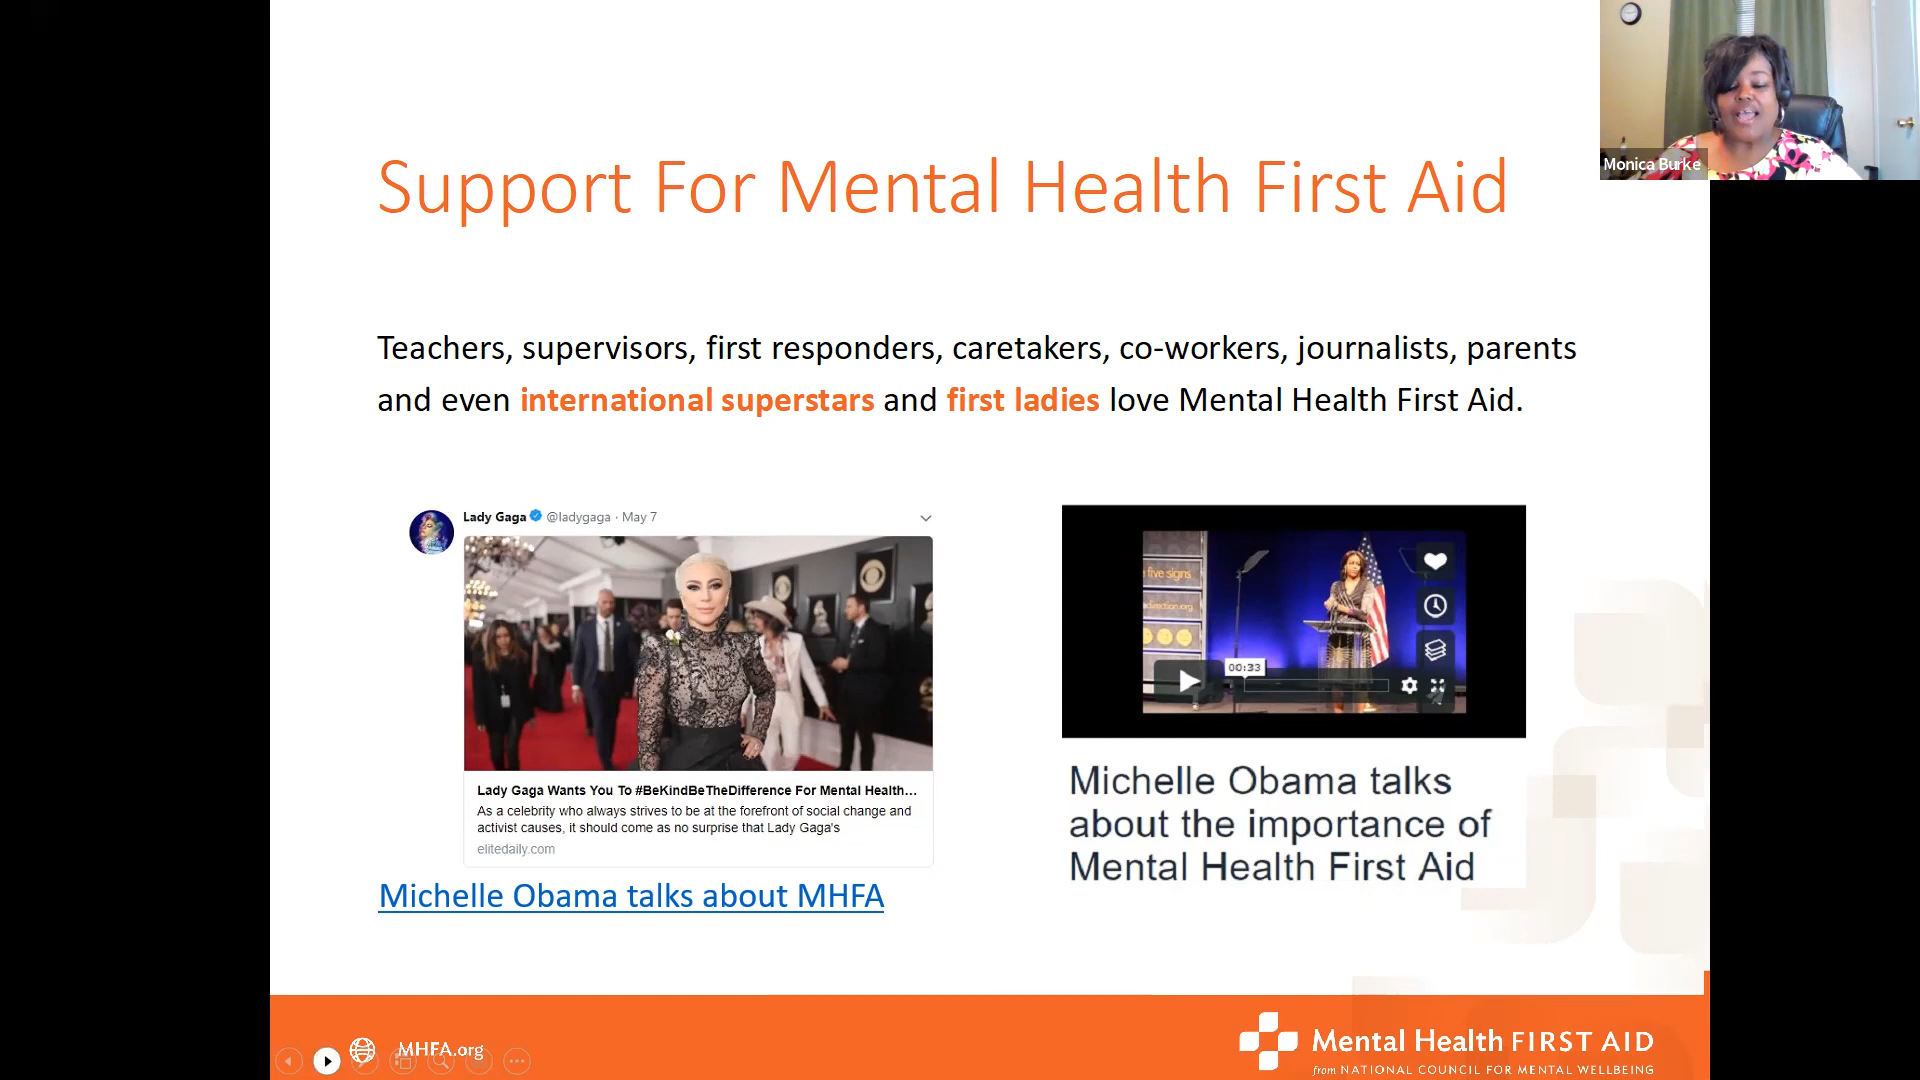 Monica Burke
Support For Mental Health First Aid
Teachers, supervisors, first responders, caretakers, co-workers, journalists, parents
and even international superstars and first ladies love Mental Health First Aid.
Lady Gaga @ladygaga · May 7
Lady Gaga Wants You To #BeKindBeTheDifference For Mental Health...
As a celebrity who always strives to be at the forefront of social change and
activist causes, it should come as no surprise that Lady Gaga's
elitedaily.com
Michelle Obama talks about MHFA
five signs
direction.org
00:33
Michelle Obama talks
about the importance of
Mental Health First Aid
MHFA.org
Mental Health FIRST AID
from NATIONAL COUNCIL FOR MENTAL WELLBEING